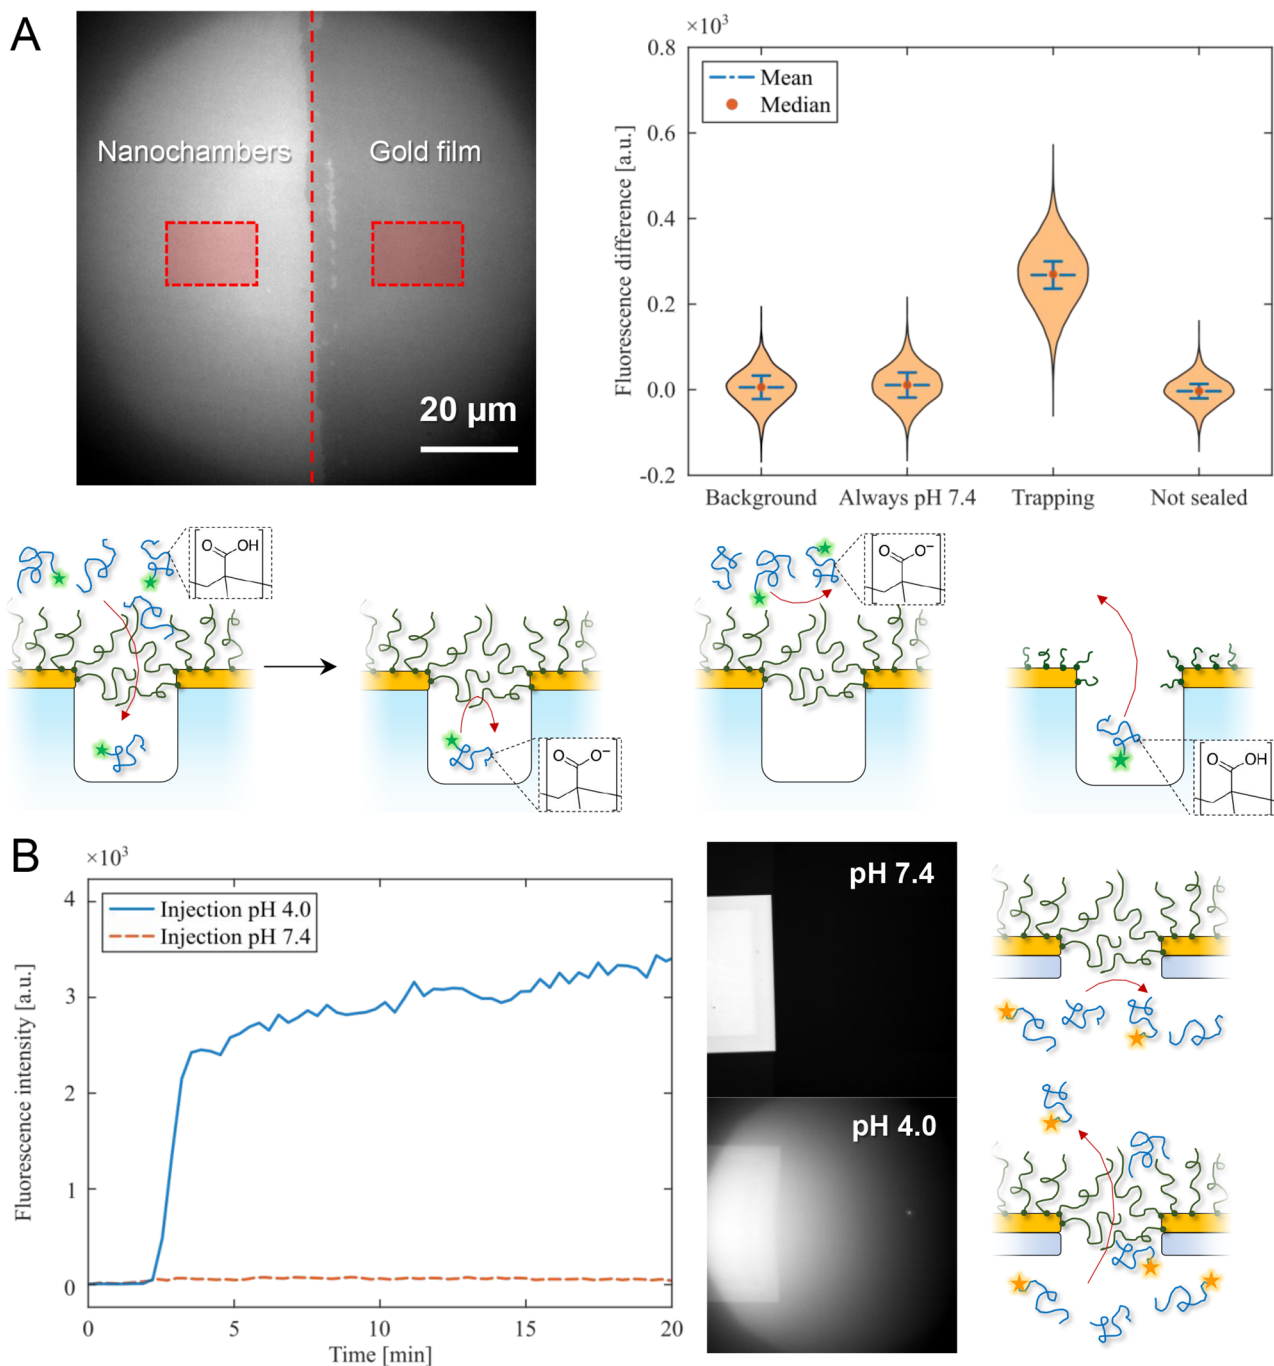 A
Nanochambers
Gold film
20 µm
×10³
0.8
0.6
0.4
0.2
0.0
-0.2
Fluorescence difference [a.u.]
Mean
Median
Background
Always pH 7.4
Trapping
Not sealed
O OH
O O⁻
O O⁻
O OH
B
×10³
4
3
2
1
0
Fluorescence intensity [a.u.]
Injection pH 4.0
Injection pH 7.4
0 5 10 15 20
Time [min]
pH 7.4
pH 4.0